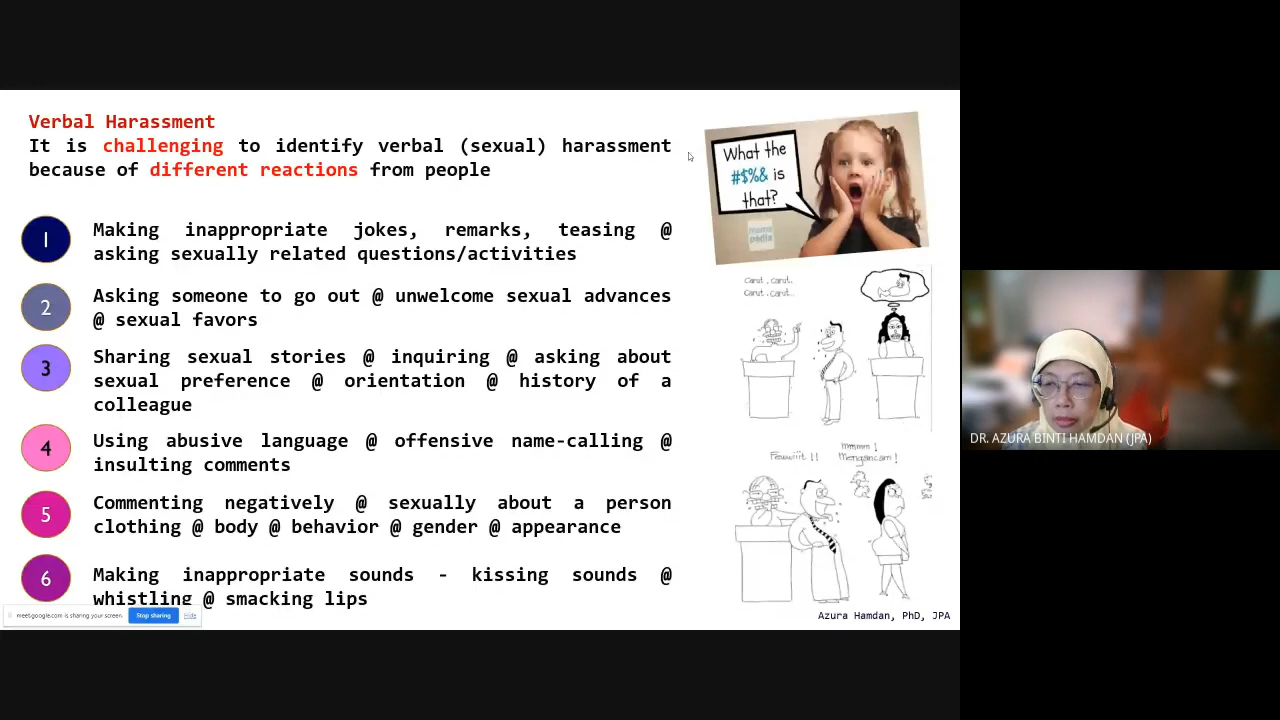 Verbal Harassment
It is challenging to identify verbal (sexual) harassment
because of different reactions from people
1
Making inappropriate jokes, remarks, teasing @
asking sexually related questions/activities
2
Asking someone to go out @ unwelcome sexual advances
@ sexual favors
3
Sharing sexual stories @ inquiring @ asking about
sexual preference @ orientation @ history of a
colleague
4
Using abusive language @ offensive name-calling @
insulting comments
5
Commenting negatively @ sexually about a person
clothing @ body @ behavior @ gender @ appearance
6
Making inappropriate sounds - kissing sounds @
whistling @ smacking lips
meet.google.com is sharing your screen.
Stop sharing
Hide
What the
#$%& is
that?
Carut, carut..
Carut, carut..
mmmm !
Mengancam !
Azura Hamdan, PhD, JPA
DR. AZURA BINTI HAMDAN (JPA)